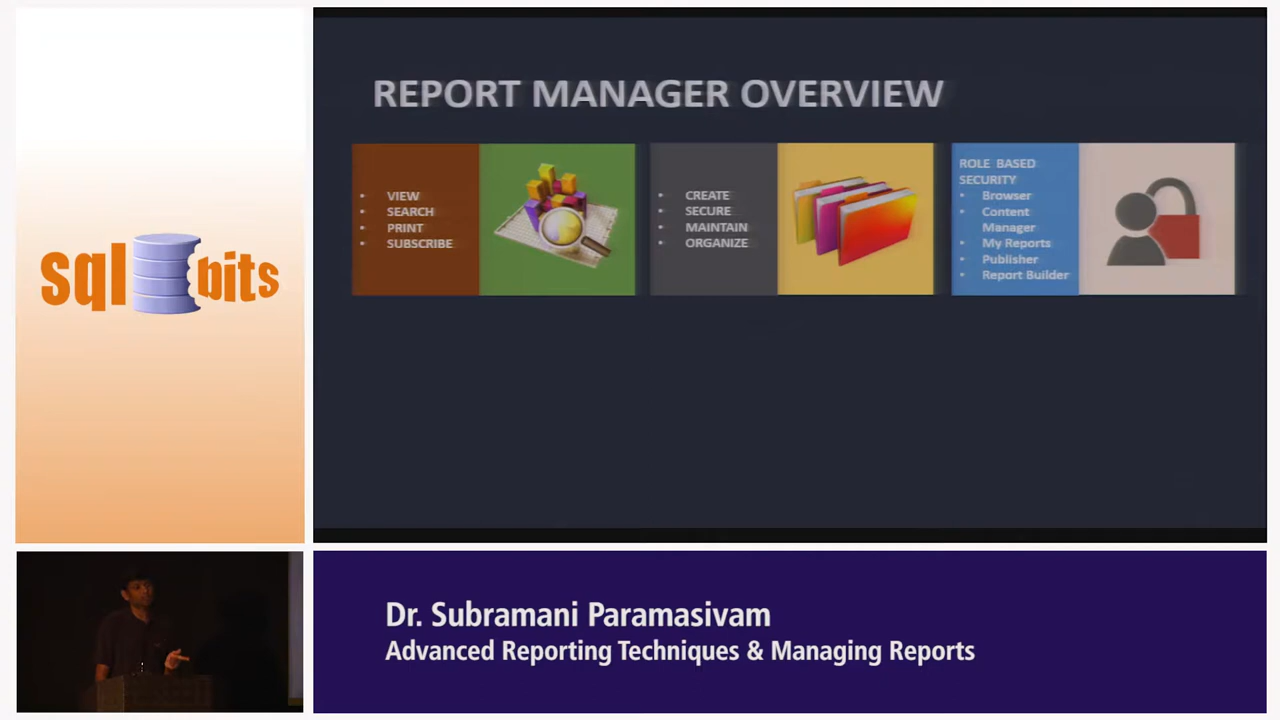 sql bits
REPORT MANAGER OVERVIEW
• VIEW
• SEARCH
• PRINT
• SUBSCRIBE
• CREATE
• SECURE
• MAINTAIN
• ORGANIZE
ROLE BASED
SECURITY
• Browser
• Content
Manager
• My Reports
• Publisher
• Report Builder
Dr. Subramani Paramasivam
Advanced Reporting Techniques & Managing Reports